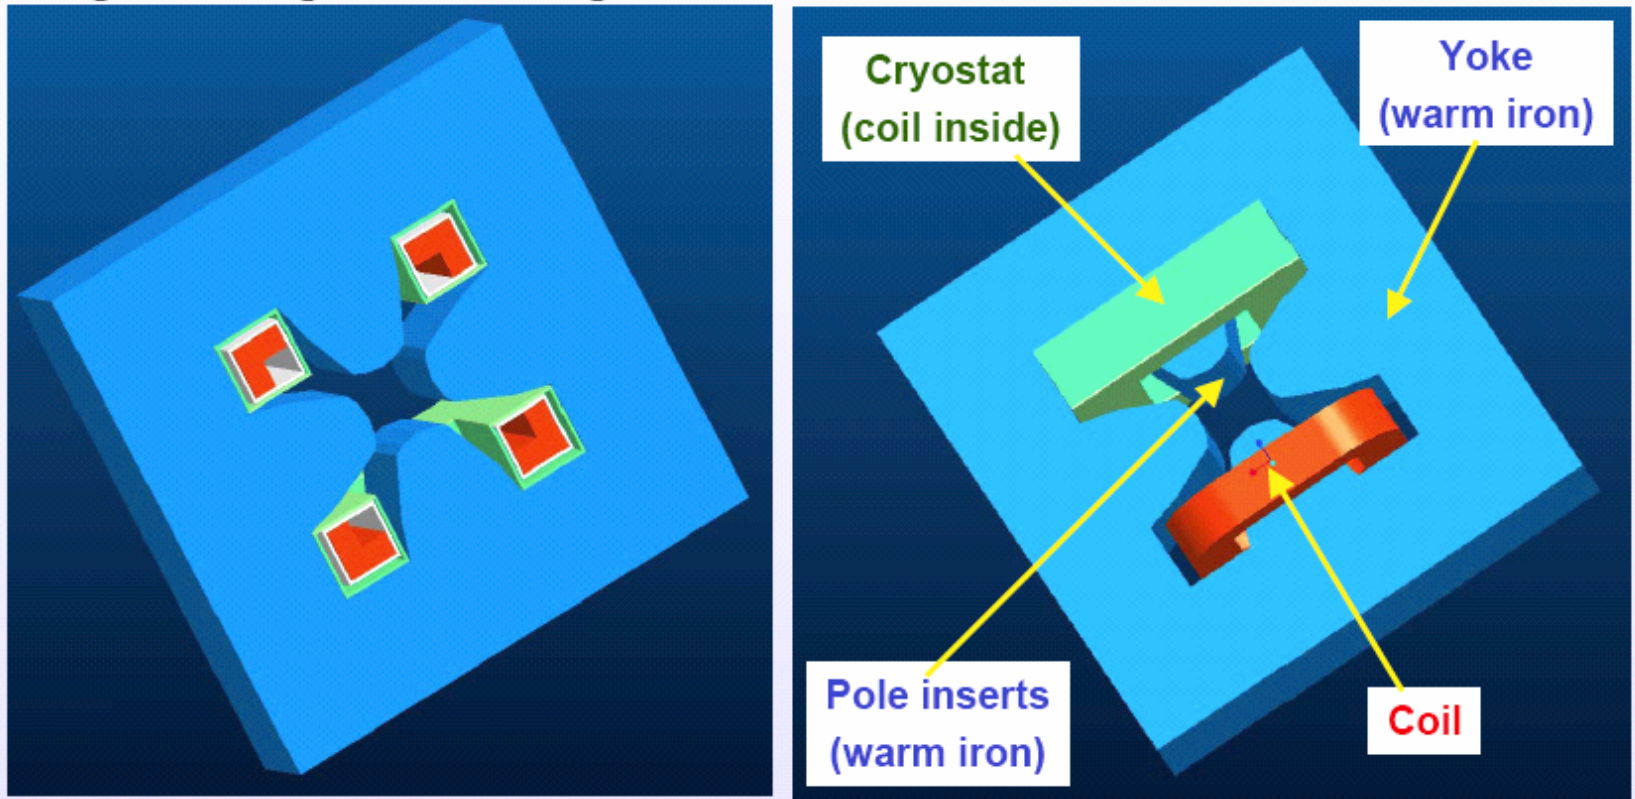 Cryostat
(coil inside)
Yoke
(warm iron)
Pole inserts
(warm iron)
Coil